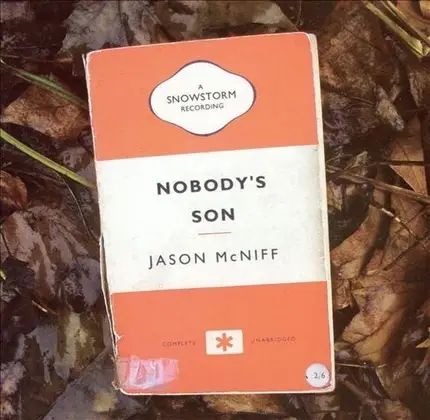 A
SNOWSTORM
RECORDING
NOBODY'S
SON
JASON McNIFF
COMPLETE UNABRIDGED
2/6